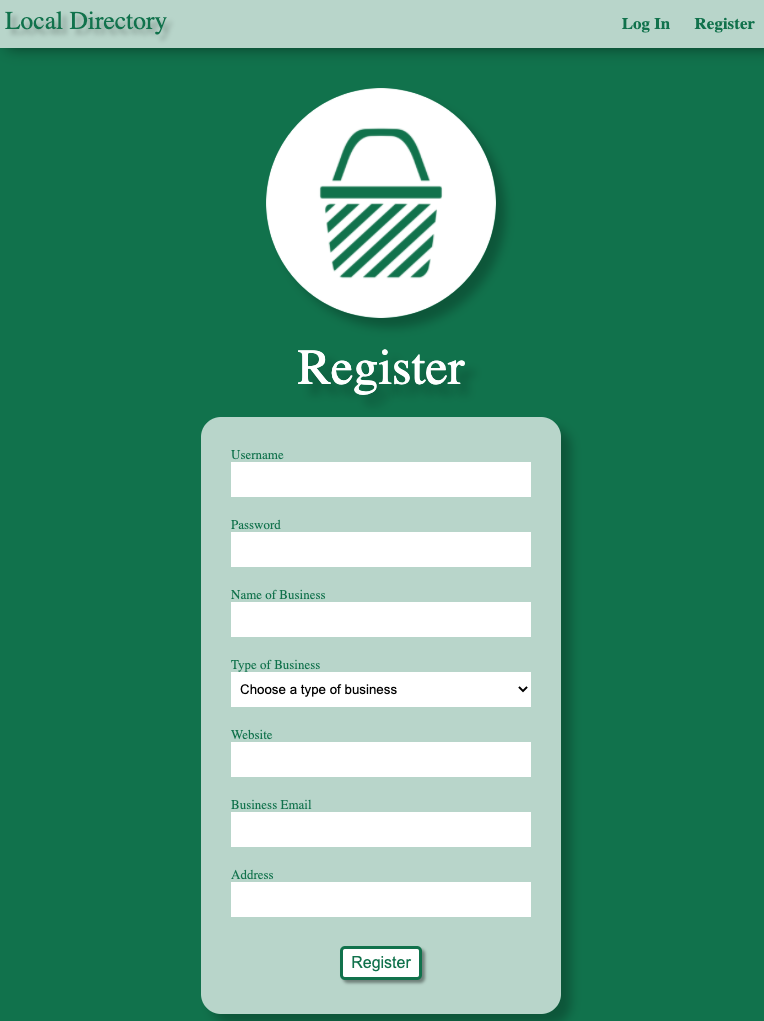 Local Directory
Log In Register
Register
Username
Password
Name of Business
Type of Business
Choose a type of business
Website
Business Email
Address
Register